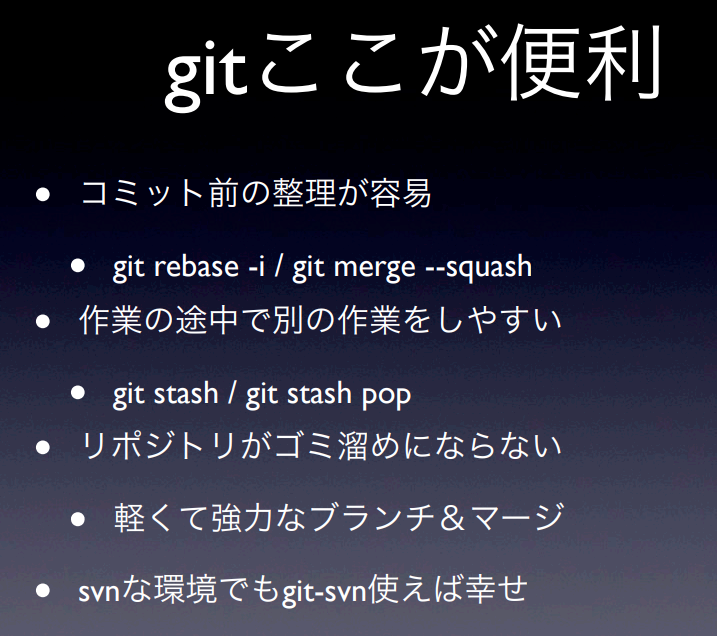 gitここが便利
• コミット前の整理が容易
• git rebase -i / git merge --squash
• 作業の途中で別の作業をしやすい
• git stash / git stash pop
• リポジトリがゴミ溜めにならない
• 軽くて強力なブランチ＆マージ
• svnな環境でもgit-svn使えば幸せ